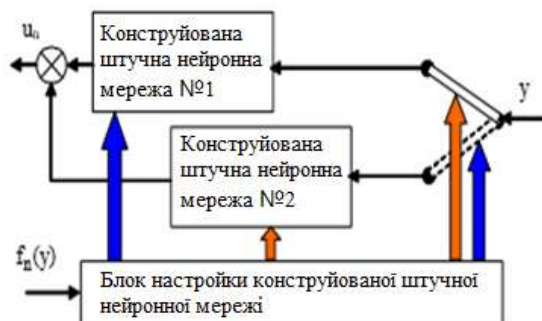 uₙ
Конструйована
штучна нейронна
мережа №1
y
Конструйована
штучна нейронна
мережа №2
fₙ(y)
Блок настройки конструйованої штучної
нейронної мережі